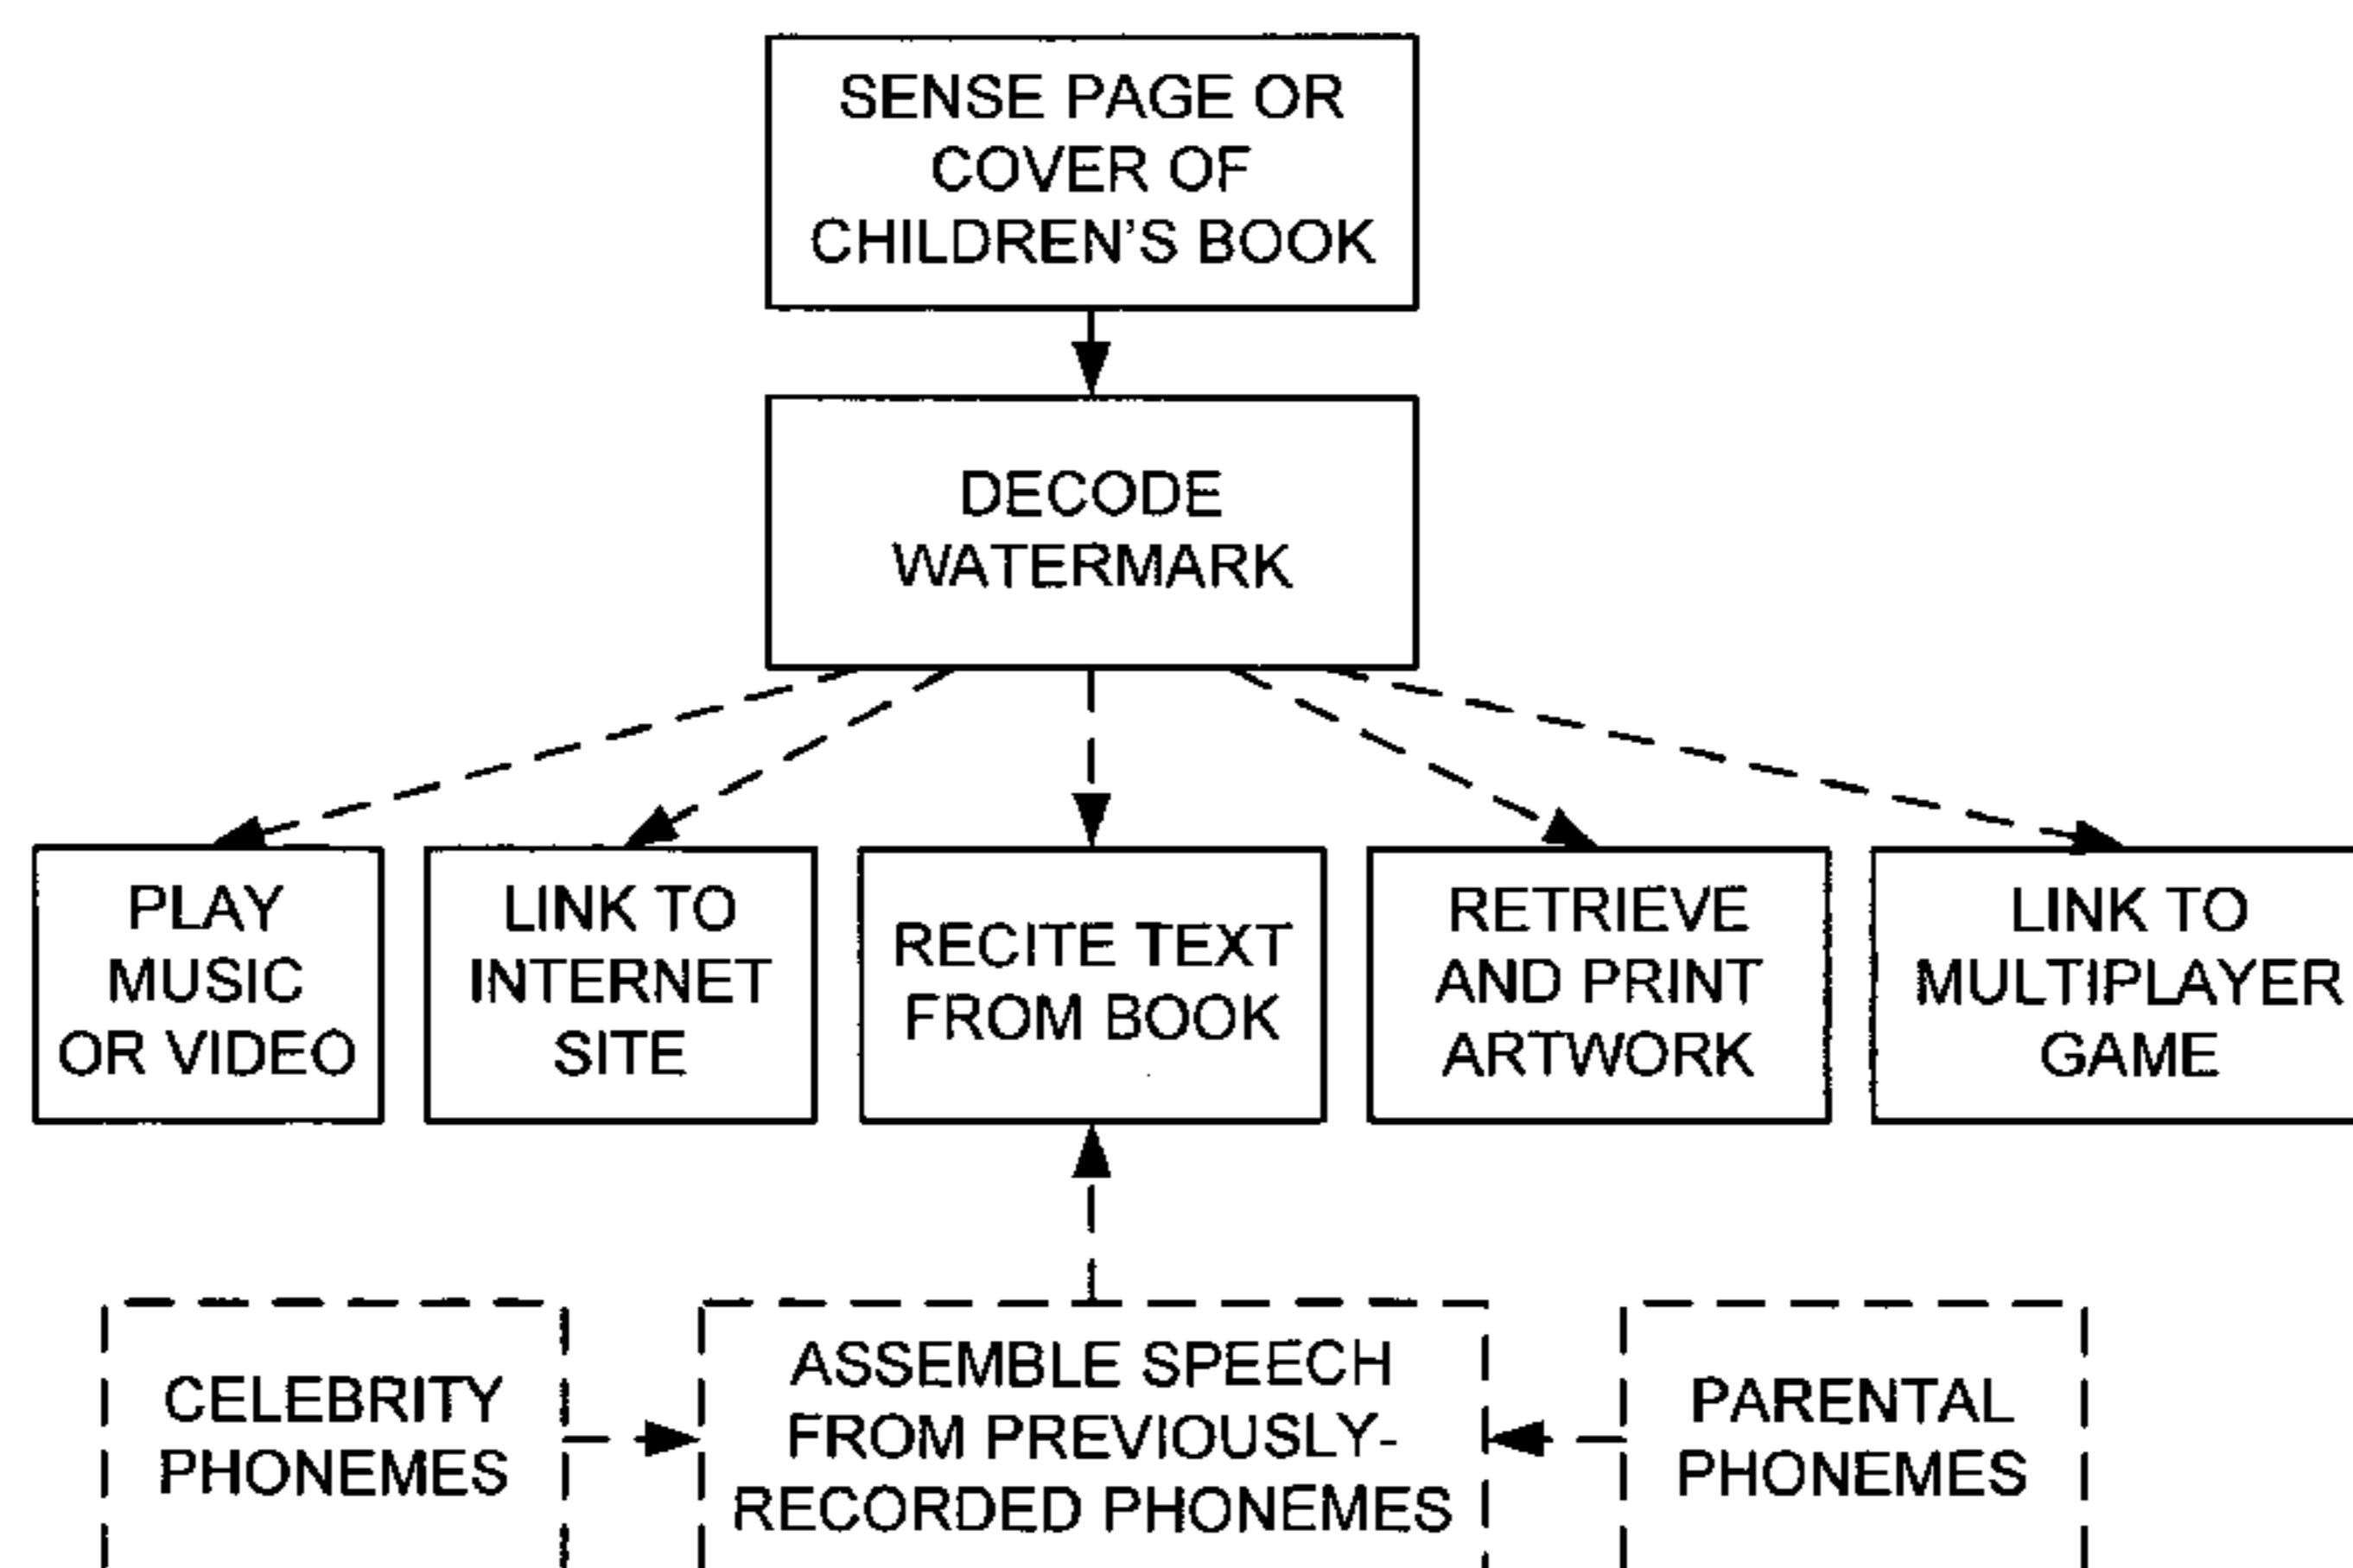 SENSE PAGE OR
COVER OF
CHILDREN'S BOOK
DECODE
WATERMARK
PLAY
MUSIC
OR VIDEO
LINK TO
INTERNET
SITE
RECITE TEXT
FROM BOOK
RETRIEVE
AND PRINT
ARTWORK
LINK TO
MULTIPLAYER
GAME
CELEBRITY
PHONEMES
ASSEMBLE SPEECH
FROM PREVIOUSLY-
RECORDED PHONEMES
PARENTAL
PHONEMES